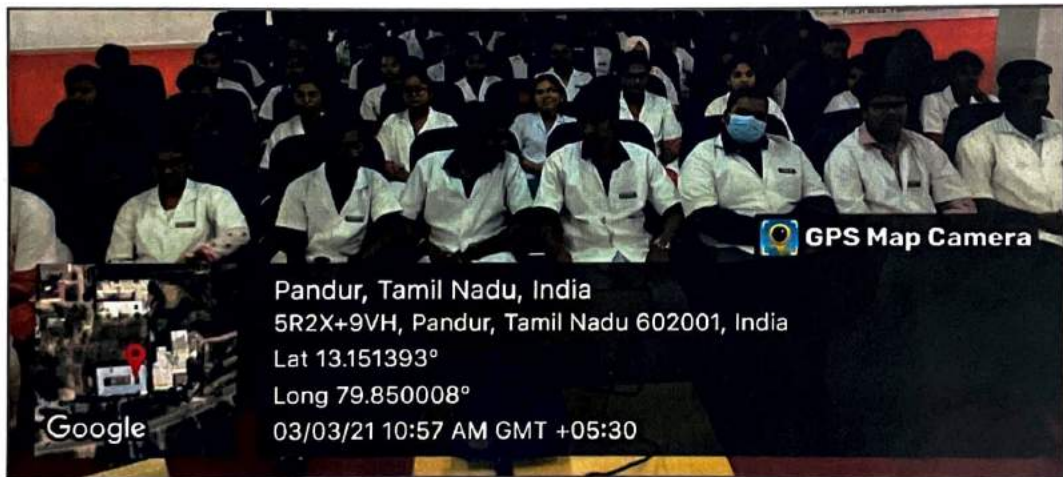 GPS Map Camera
Pandur, Tamil Nadu, India
5R2X+9VH, Pandur, Tamil Nadu 602001, India
Lat 13.151393°
Long 79.850008°
03/03/21 10:57 AM GMT +05:30
Google